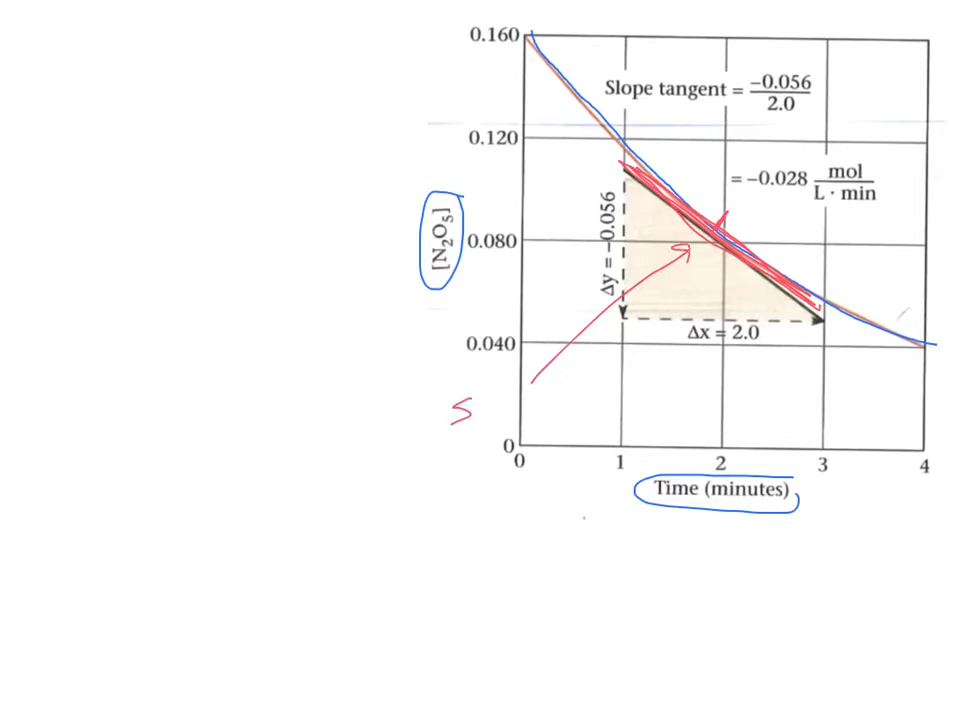 0.160
Slope tangent = −0.056 / 2.0
0.120
= −0.028 mol / L · min
[N₂O₅]
Δy = −0.056
0.080
Δx = 2.0
0.040
S
0
0 1 2 3 4
Time (minutes)